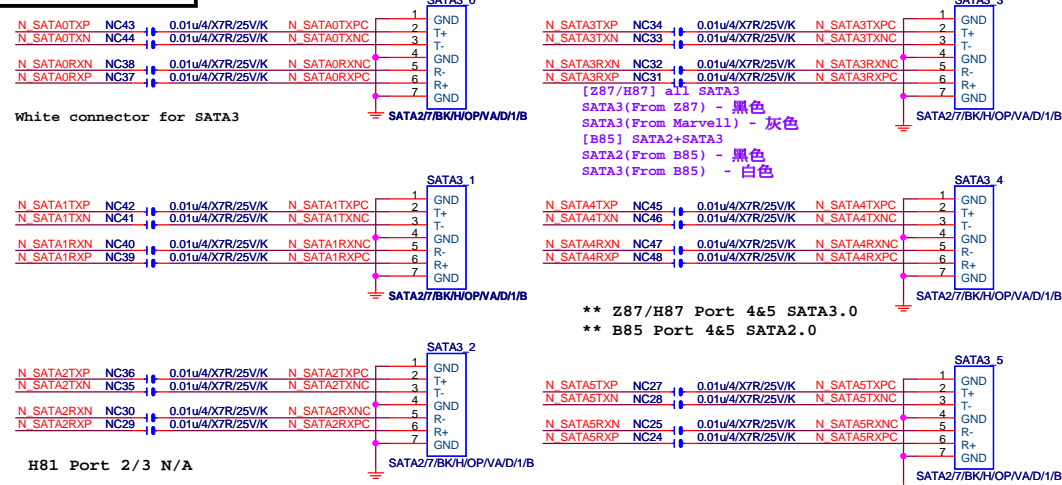 SATA3_0
N_SATA0TXP NC43 0.01u/4/X7R/25V/K N_SATA0TXPC
N_SATA0TXN NC44 0.01u/4/X7R/25V/K N_SATA0TXNC
N_SATA0RXN NC38 0.01u/4/X7R/25V/K N_SATA0RXNC
N_SATA0RXP NC37 0.01u/4/X7R/25V/K N_SATA0RXPC
1 GND
2 T+
3 T-
4 GND
5 R-
6 R+
7 GND
SATA2/7/BK/H/OP/VA/D/1/B
White connector for SATA3
SATA3_3
N_SATA3TXP NC34 0.01u/4/X7R/25V/K N_SATA3TXPC
N_SATA3TXN NC33 0.01u/4/X7R/25V/K N_SATA3TXNC
N_SATA3RXN NC32 0.01u/4/X7R/25V/K N_SATA3RXNC
N_SATA3RXP NC31 0.01u/4/X7R/25V/K N_SATA3RXPC
1 GND
2 T+
3 T-
4 GND
5 R-
6 R+
7 GND
SATA2/7/BK/H/OP/VA/D/1/B
[Z87/H87] all SATA3
SATA3(From Z87) - 黑色
SATA3(From Marvell) - 灰色
[B85] SATA2+SATA3
SATA2(From B85) - 黑色
SATA3(From B85) - 白色
SATA3_1
N_SATA1TXP NC42 0.01u/4/X7R/25V/K N_SATA1TXPC
N_SATA1TXN NC41 0.01u/4/X7R/25V/K N_SATA1TXNC
N_SATA1RXN NC40 0.01u/4/X7R/25V/K N_SATA1RXNC
N_SATA1RXP NC39 0.01u/4/X7R/25V/K N_SATA1RXPC
1 GND
2 T+
3 T-
4 GND
5 R-
6 R+
7 GND
SATA2/7/BK/H/OP/VA/D/1/B
SATA3_4
N_SATA4TXP NC45 0.01u/4/X7R/25V/K N_SATA4TXPC
N_SATA4TXN NC46 0.01u/4/X7R/25V/K N_SATA4TXNC
N_SATA4RXN NC47 0.01u/4/X7R/25V/K N_SATA4RXNC
N_SATA4RXP NC48 0.01u/4/X7R/25V/K N_SATA4RXPC
1 GND
2 T+
3 T-
4 GND
5 R-
6 R+
7 GND
SATA2/7/BK/H/OP/VA/D/1/B
** Z87/H87 Port 4&5 SATA3.0
** B85 Port 4&5 SATA2.0
SATA3_2
N_SATA2TXP NC36 0.01u/4/X7R/25V/K N_SATA2TXPC
N_SATA2TXN NC35 0.01u/4/X7R/25V/K N_SATA2TXNC
N_SATA2RXN NC30 0.01u/4/X7R/25V/K N_SATA2RXNC
N_SATA2RXP NC29 0.01u/4/X7R/25V/K N_SATA2RXPC
1 GND
2 T+
3 T-
4 GND
5 R-
6 R+
7 GND
SATA2/7/BK/H/OP/VA/D/1/B
H81 Port 2/3 N/A
SATA3_5
N_SATA5TXP NC27 0.01u/4/X7R/25V/K N_SATA5TXPC
N_SATA5TXN NC28 0.01u/4/X7R/25V/K N_SATA5TXNC
N_SATA5RXN NC25 0.01u/4/X7R/25V/K N_SATA5RXNC
N_SATA5RXP NC24 0.01u/4/X7R/25V/K N_SATA5RXPC
1 GND
2 T+
3 T-
4 GND
5 R-
6 R+
7 GND
SATA2/7/BK/H/OP/VA/D/1/B